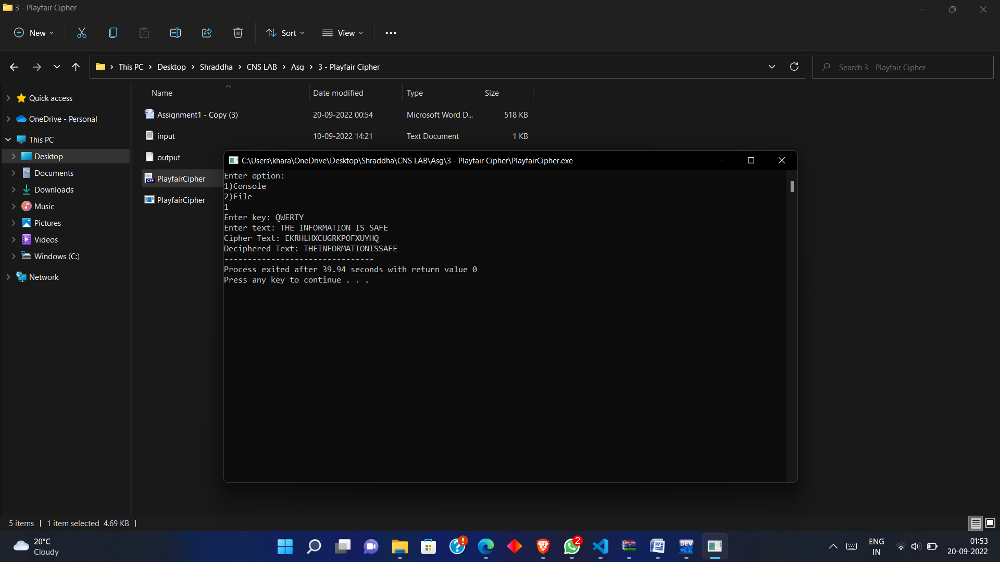 3 - Playfair Cipher
New
Sort
View
This PC > Desktop > Shraddha > CNS LAB > Asg > 3 - Playfair Cipher
Search 3 - Playfair Cipher
Name Date modified Type Size
Quick access
OneDrive - Personal
This PC
Desktop
Documents
Downloads
Music
Pictures
Videos
Windows (C:)
Network
Assignment1 - Copy (3) 20-09-2022 00:54 Microsoft Word D... 518 KB
input 10-09-2022 14:21 Text Document 1 KB
output
PlayfairCipher
PlayfairCipher
C:\Users\khara\OneDrive\Desktop\Shraddha\CNS LAB\Asg\3 - Playfair Cipher\PlayfairCipher.exe
Enter option:
1)Console
2)File
1
Enter key: QWERTY
Enter text: THE INFORMATION IS SAFE
Cipher Text: EKRHLHXCUGRKPOFXUYHQ
Deciphered Text: THEINFORMATIONISSAFE
--------------------------------
Process exited after 39.94 seconds with return value 0
Press any key to continue . . .
5 items | 1 item selected 4.69 KB |
20°C
Cloudy
2
DEV
ENG
IN
01:53
20-09-2022